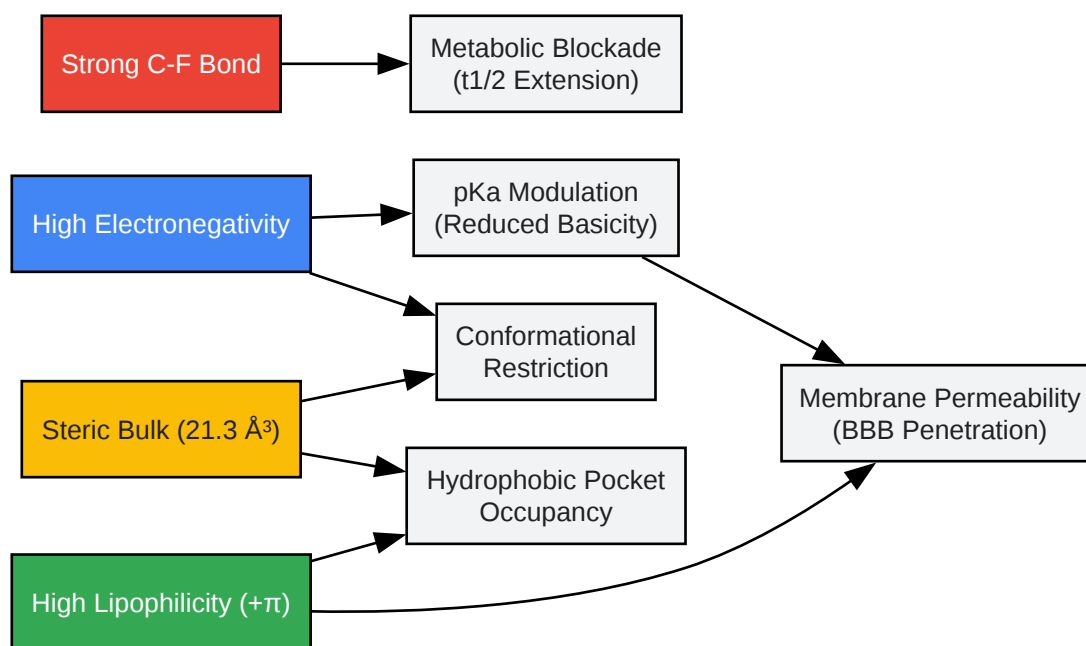 Strong C-F Bond
Metabolic Blockade
(t1/2 Extension)
High Electronegativity
pKa Modulation
(Reduced Basicity)
Conformational
Restriction
Steric Bulk (21.3 Å³)
Membrane Permeability
(BBB Penetration)
Hydrophobic Pocket
Occupancy
High Lipophilicity (+π)